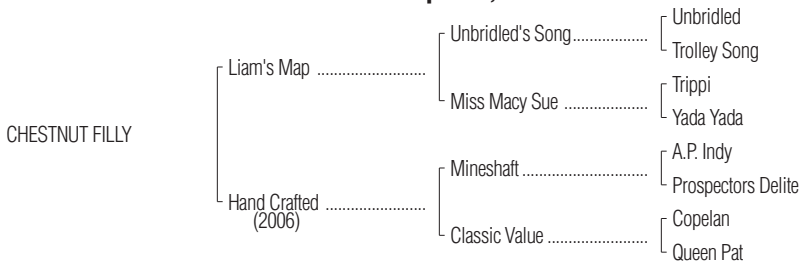 Unbridled
Unbridled's Song.................
Trolley Song
Liam's Map ..........................
Trippi
Miss Macy Sue ....................
Yada Yada
CHESTNUT FILLY
A.P. Indy
Mineshaft ..............................
Prospectors Delite
Hand Crafted ........................
(2006)
Copelan
Classic Value ........................
Queen Pat